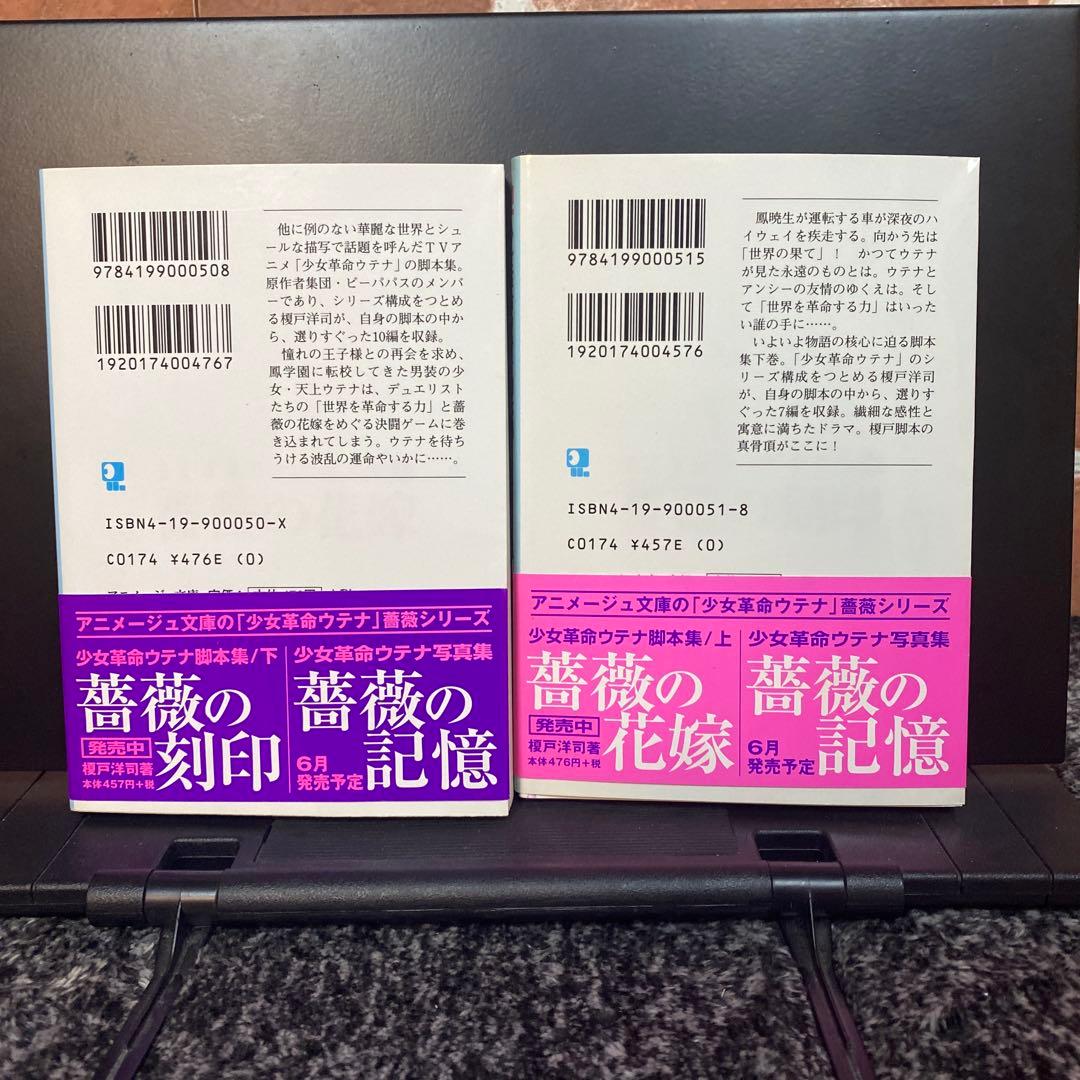 9784199000508
1920174004767
他に例のない華麗な世界とシュ
ールな描写で話題を呼んだTVア
ニメ「少女革命ウテナ」の脚本集。
原作者集団・ビーパパスのメンバ
ーであり、シリーズ構成をつとめ
る榎戸洋司が、自身の脚本の中か
ら、選りすぐった10編を収録。
憧れの王子様との再会を求め、
鳳学園に転校してきた男装の少
女・天上ウテナは、デュエリスト
たちの「世界を革命する力」と薔
薇の花嫁をめぐる決闘ゲームに巻
き込まれてしまう。ウテナを待ち
うける波乱の運命やいかに……。
ISBN4-19-900050-X
C0174 ¥476E (0)
アニメージュ文庫の「少女革命ウテナ」薔薇シリーズ
少女革命ウテナ脚本集/下
薔薇の
刻印
発売中
榎戸洋司著
本体457円+税
少女革命ウテナ写真集
薔薇の
記憶
6月
発売予定
9784199000515
1920174004576
鳳暁生が運転する車が深夜のハ
イウェイを疾走する。向かう先は
「世界の果て」！ かつてウテナ
が見た永遠のものとは。ウテナと
アンシーの友情のゆくえは。そし
て「世界を革命する力」はいった
い誰の手に……。
いよいよ物語の核心に迫る脚本
集下巻。「少女革命ウテナ」のシ
リーズ構成をつとめる榎戸洋司
が、自身の脚本の中から、選りす
ぐった7編を収録。繊細な感性と
寓意に満ちたドラマ。榎戸脚本の
真骨頂がここに！
ISBN4-19-900051-8
C0174 ¥457E (0)
アニメージュ文庫の「少女革命ウテナ」薔薇シリーズ
少女革命ウテナ脚本集/上
薔薇の
花嫁
発売中
榎戸洋司著
本体476円+税
少女革命ウテナ写真集
薔薇の
記憶
6月
発売予定